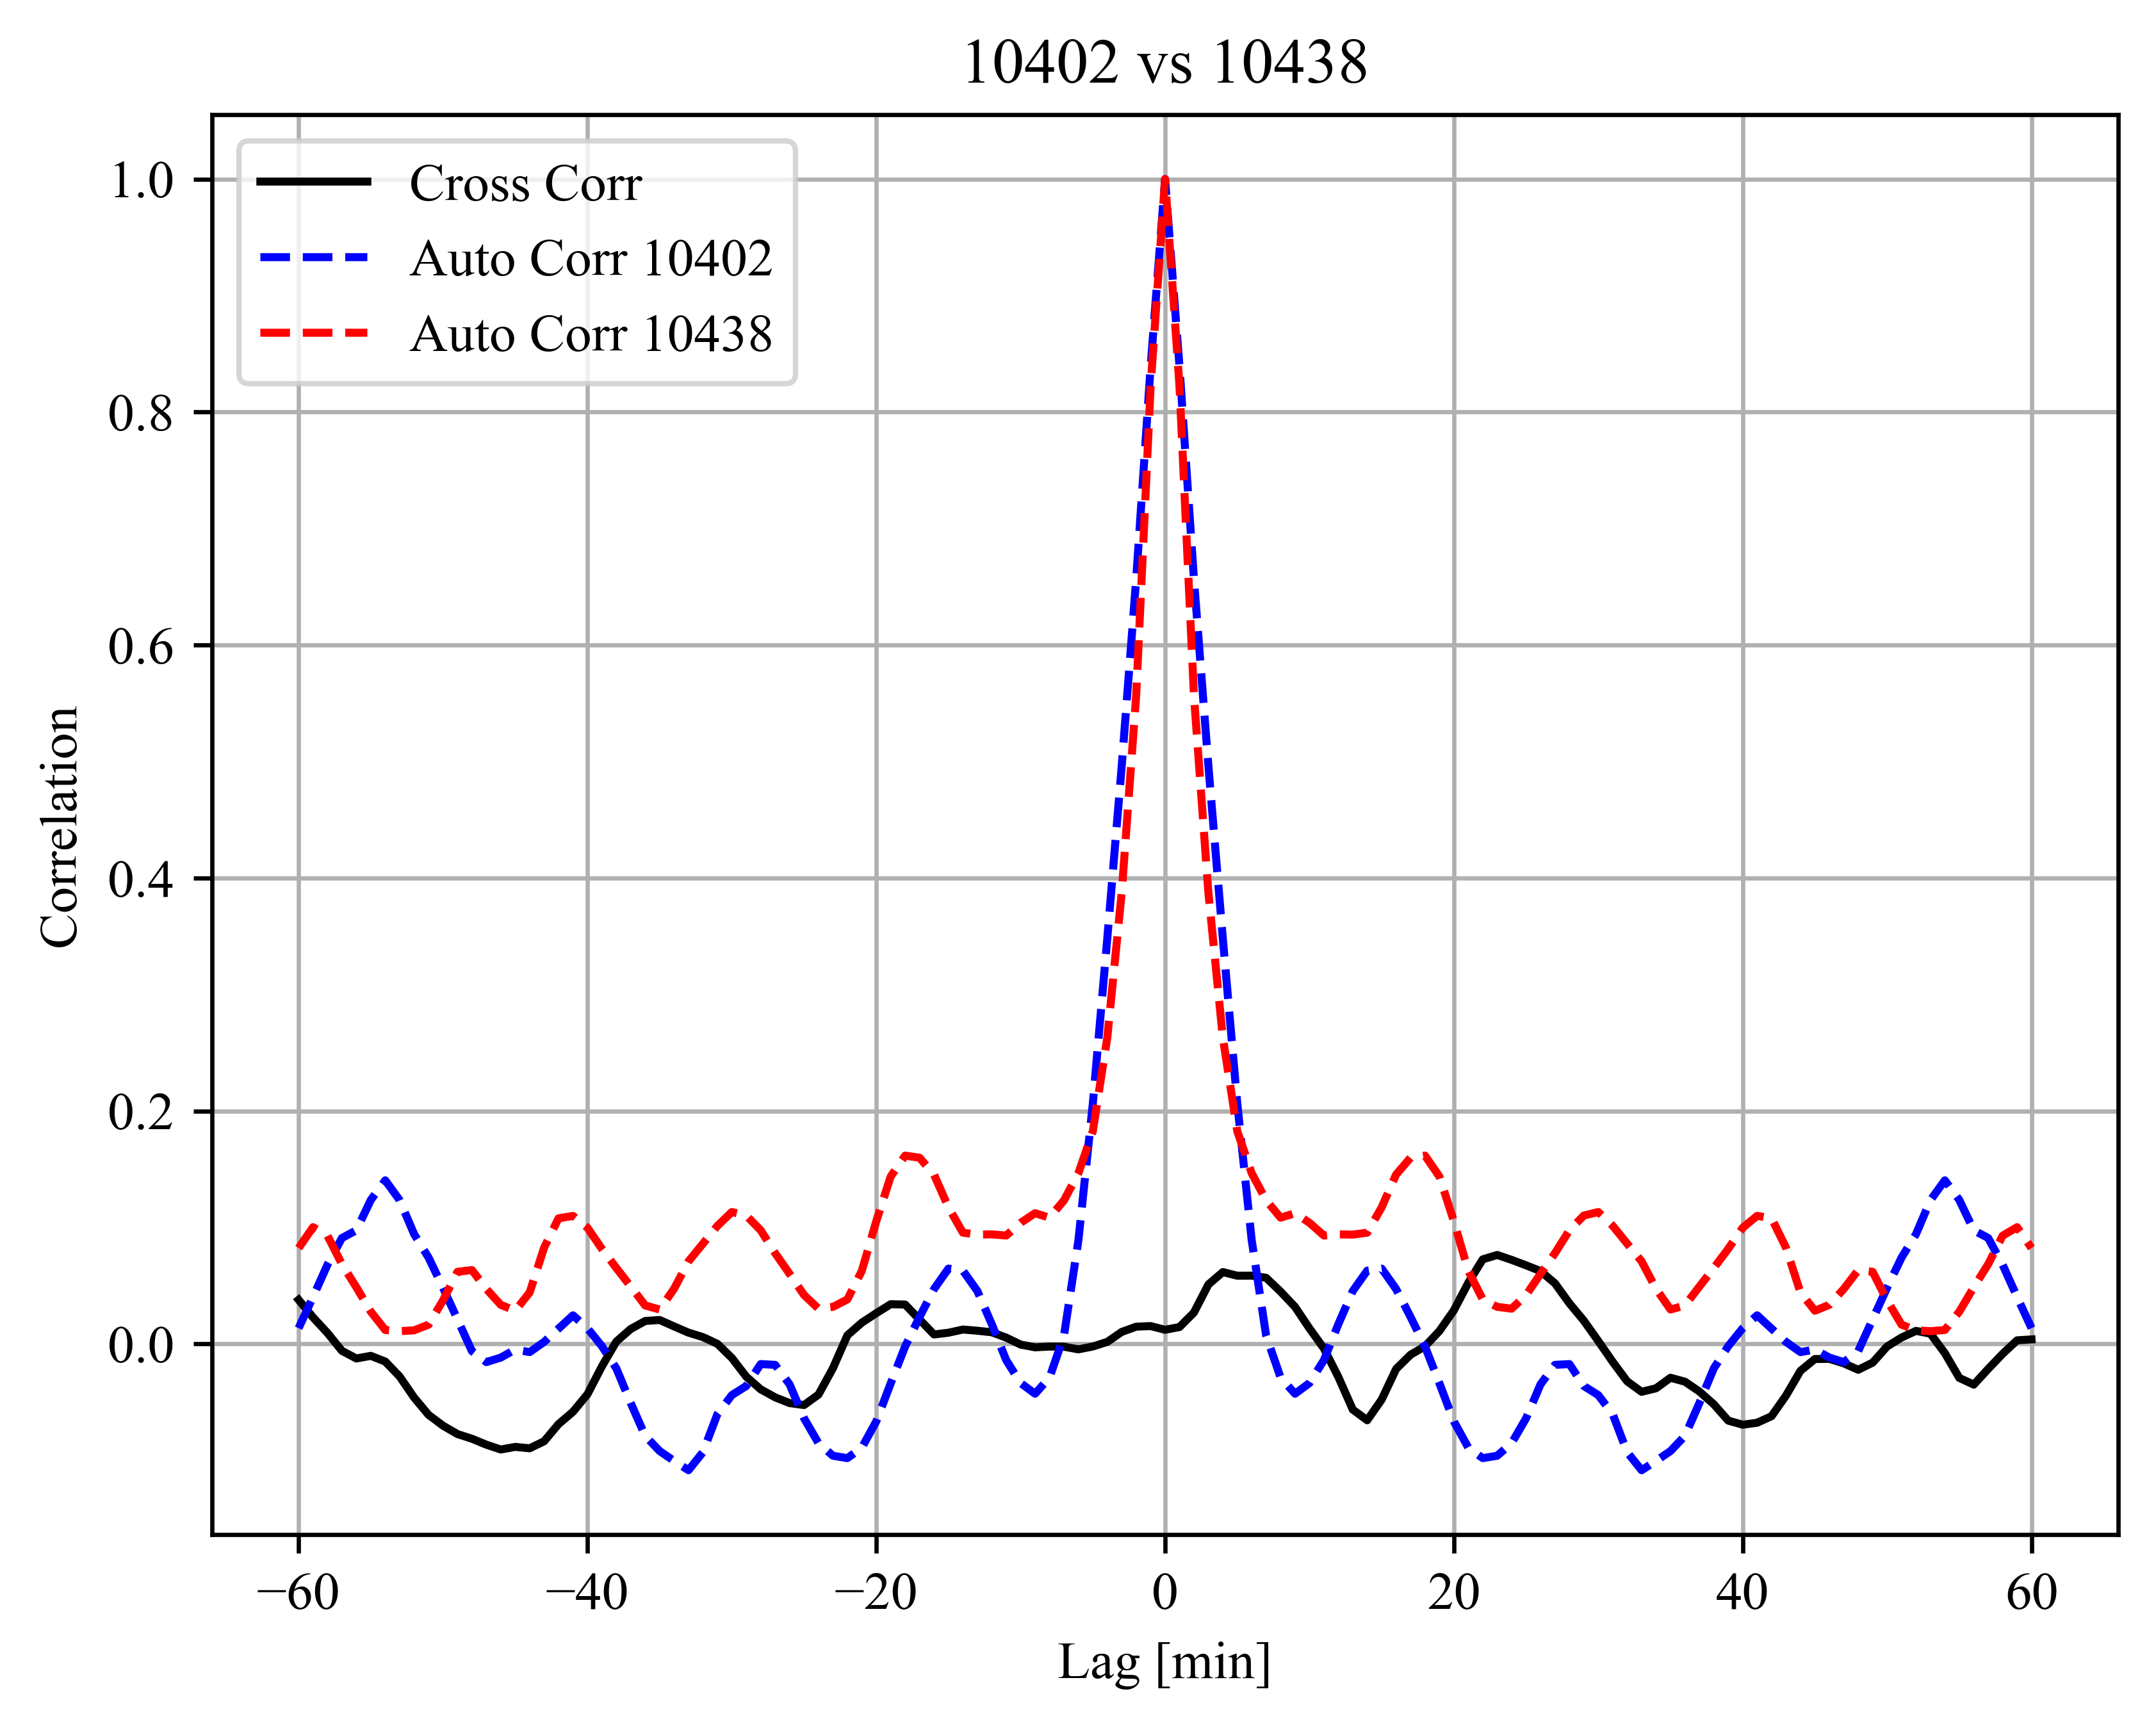 10402 vs 10438
Cross Corr
Auto Corr 10402
Auto Corr 10438
1.0
0.8
0.6
0.4
0.2
0.0
Correlation
−60 −40 −20 0 20 40 60
Lag [min]